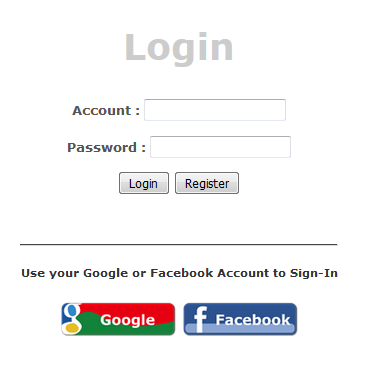 Login
Account :
Password :
Login Register
Use your Google or Facebook Account to Sign-In
g Google f Facebook